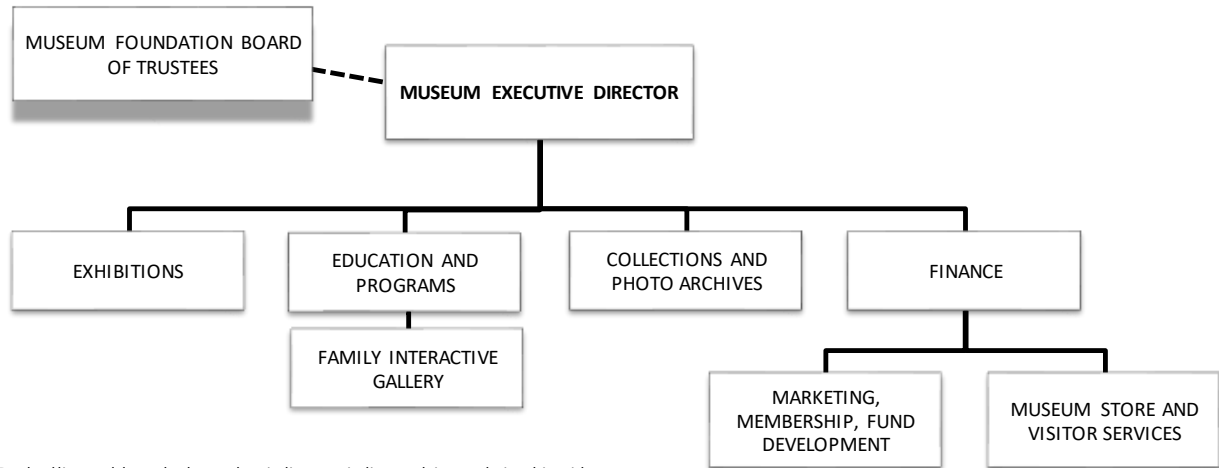 MUSEUM FOUNDATION BOARD
OF TRUSTEES
MUSEUM EXECUTIVE DIRECTOR
EXHIBITIONS
EDUCATION AND
PROGRAMS
COLLECTIONS AND
PHOTO ARCHIVES
FINANCE
FAMILY INTERACTIVE
GALLERY
MARKETING,
MEMBERSHIP, FUND
DEVELOPMENT
MUSEUM STORE AND
VISITOR SERVICES